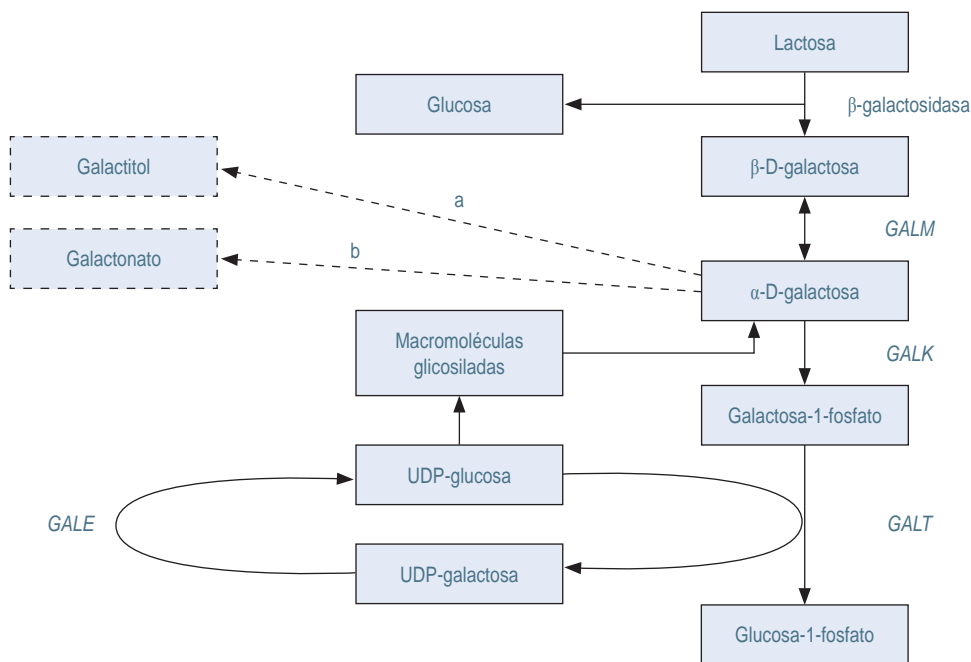 Lactosa
Glucosa
β-galactosidasa
Galactitol
β-D-galactosa
a
GALM
Galactonato
b
α-D-galactosa
Macromoléculas
glicosiladas
GALK
Galactosa-1-fosfato
UDP-glucosa
GALE
GALT
UDP-galactosa
Glucosa-1-fosfato